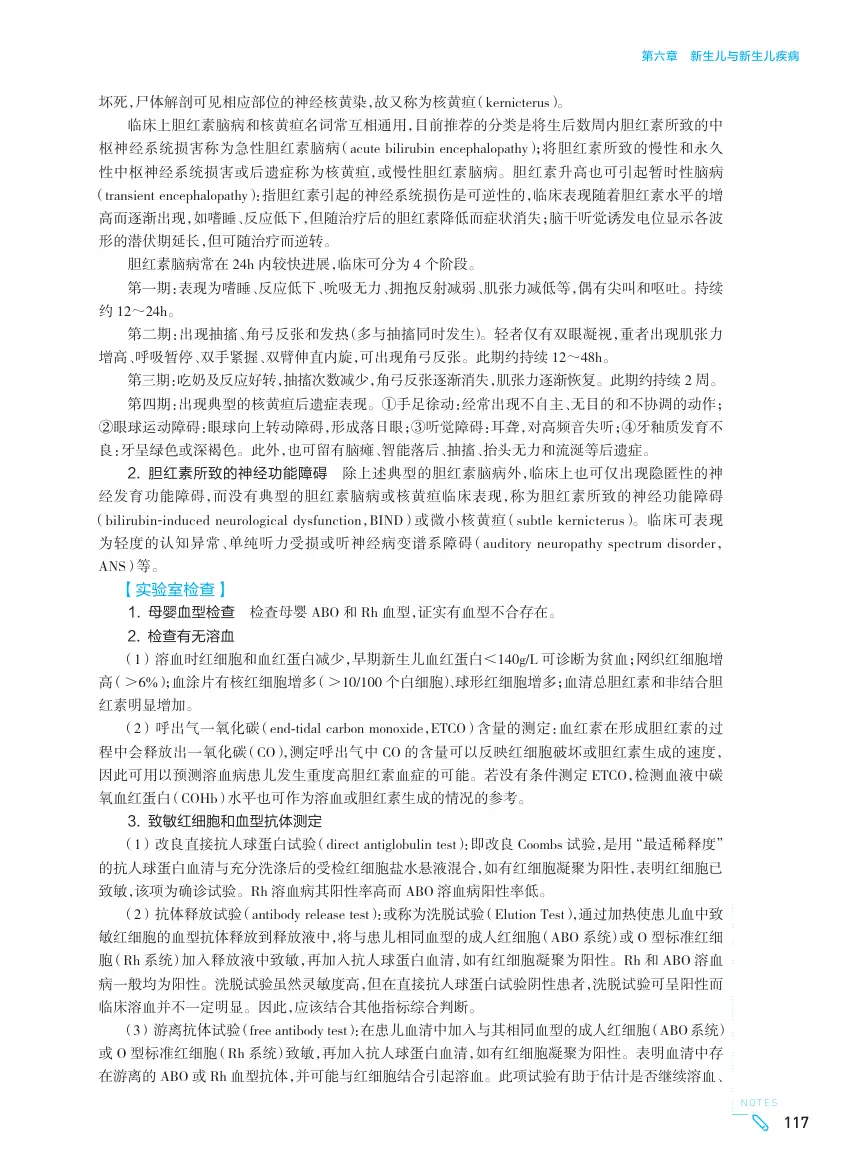 第六章 新生儿与新生儿疾病
坏死,尸体解剖可见相应部位的神经核黄染,故又称为核黄疸(kernicterus)。
临床上胆红素脑病和核黄疸名词常互相通用,目前推荐的分类是将生后数周内胆红素所致的中
枢神经系统损害称为急性胆红素脑病(acute bilirubin encephalopathy);将胆红素所致的慢性和永久
性中枢神经系统损害或后遗症称为核黄疸,或慢性胆红素脑病。胆红素升高也可引起暂时性脑病
(transient encephalopathy):指胆红素引起的神经系统损伤是可逆性的,临床表现随着胆红素水平的增
高而逐渐出现,如嗜睡、反应低下,但随治疗后的胆红素降低而症状消失;脑干听觉诱发电位显示各波
形的潜伏期延长,但可随治疗而逆转。
胆红素脑病常在 24h 内较快进展,临床可分为 4 个阶段。
第一期:表现为嗜睡、反应低下、吮吸无力、拥抱反射减弱、肌张力减低等,偶有尖叫和呕吐。持续
约 12~24h。
第二期:出现抽搐、角弓反张和发热(多与抽搐同时发生)。轻者仅有双眼凝视,重者出现肌张力
增高、呼吸暂停、双手紧握、双臂伸直内旋,可出现角弓反张。此期约持续 12~48h。
第三期:吃奶及反应好转,抽搐次数减少,角弓反张逐渐消失,肌张力逐渐恢复。此期约持续 2 周。
第四期:出现典型的核黄疸后遗症表现。①手足徐动:经常出现不自主、无目的和不协调的动作;
②眼球运动障碍:眼球向上转动障碍,形成落日眼;③听觉障碍:耳聋,对高频音失听;④牙釉质发育不
良:牙呈绿色或深褐色。此外,也可留有脑瘫、智能落后、抽搐、抬头无力和流涎等后遗症。
2. 胆红素所致的神经功能障碍 除上述典型的胆红素脑病外,临床上也可仅出现隐匿性的神
经发育功能障碍,而没有典型的胆红素脑病或核黄疸临床表现,称为胆红素所致的神经功能障碍
(bilirubin-induced neurological dysfunction,BIND)或微小核黄疸(subtle kernicterus)。临床可表现
为轻度的认知异常、单纯听力受损或听神经病变谱系障碍(auditory neuropathy spectrum disorder,
ANS)等。
【实验室检查】
1. 母婴血型检查 检查母婴 ABO 和 Rh 血型,证实有血型不合存在。
2. 检查有无溶血
(1)溶血时红细胞和血红蛋白减少,早期新生儿血红蛋白<140g/L 可诊断为贫血;网织红细胞增
高(>6%);血涂片有核红细胞增多(>10/100 个白细胞)、球形红细胞增多;血清总胆红素和非结合胆
红素明显增加。
(2)呼出气一氧化碳(end-tidal carbon monoxide,ETCO)含量的测定:血红素在形成胆红素的过
程中会释放出一氧化碳(CO),测定呼出气中 CO 的含量可以反映红细胞破坏或胆红素生成的速度,
因此可用以预测溶血病患儿发生重度高胆红素血症的可能。若没有条件测定 ETCO,检测血液中碳
氧血红蛋白(COHb)水平也可作为溶血或胆红素生成的情况的参考。
3. 致敏红细胞和血型抗体测定
(1)改良直接抗人球蛋白试验(direct antiglobulin test):即改良 Coombs 试验,是用“最适稀释度”
的抗人球蛋白血清与充分洗涤后的受检红细胞盐水悬液混合,如有红细胞凝聚为阳性,表明红细胞已
致敏,该项为确诊试验。Rh 溶血病其阳性率高而 ABO 溶血病阳性率低。
(2)抗体释放试验(antibody release test):或称为洗脱试验(Elution Test),通过加热使患儿血中致
敏红细胞的血型抗体释放到释放液中,将与患儿相同血型的成人红细胞(ABO 系统)或 O 型标准红细
胞(Rh 系统)加入释放液中致敏,再加入抗人球蛋白血清,如有红细胞凝聚为阳性。Rh 和 ABO 溶血
病一般均为阳性。洗脱试验虽然灵敏度高,但在直接抗人球蛋白试验阴性患者,洗脱试验可呈阳性而
临床溶血并不一定明显。因此,应该结合其他指标综合判断。
(3)游离抗体试验(free antibody test):在患儿血清中加入与其相同血型的成人红细胞(ABO 系统)
或 O 型标准红细胞(Rh 系统)致敏,再加入抗人球蛋白血清,如有红细胞凝聚为阳性。表明血清中存
在游离的 ABO 或 Rh 血型抗体,并可能与红细胞结合引起溶血。此项试验有助于估计是否继续溶血、
NOTES
117